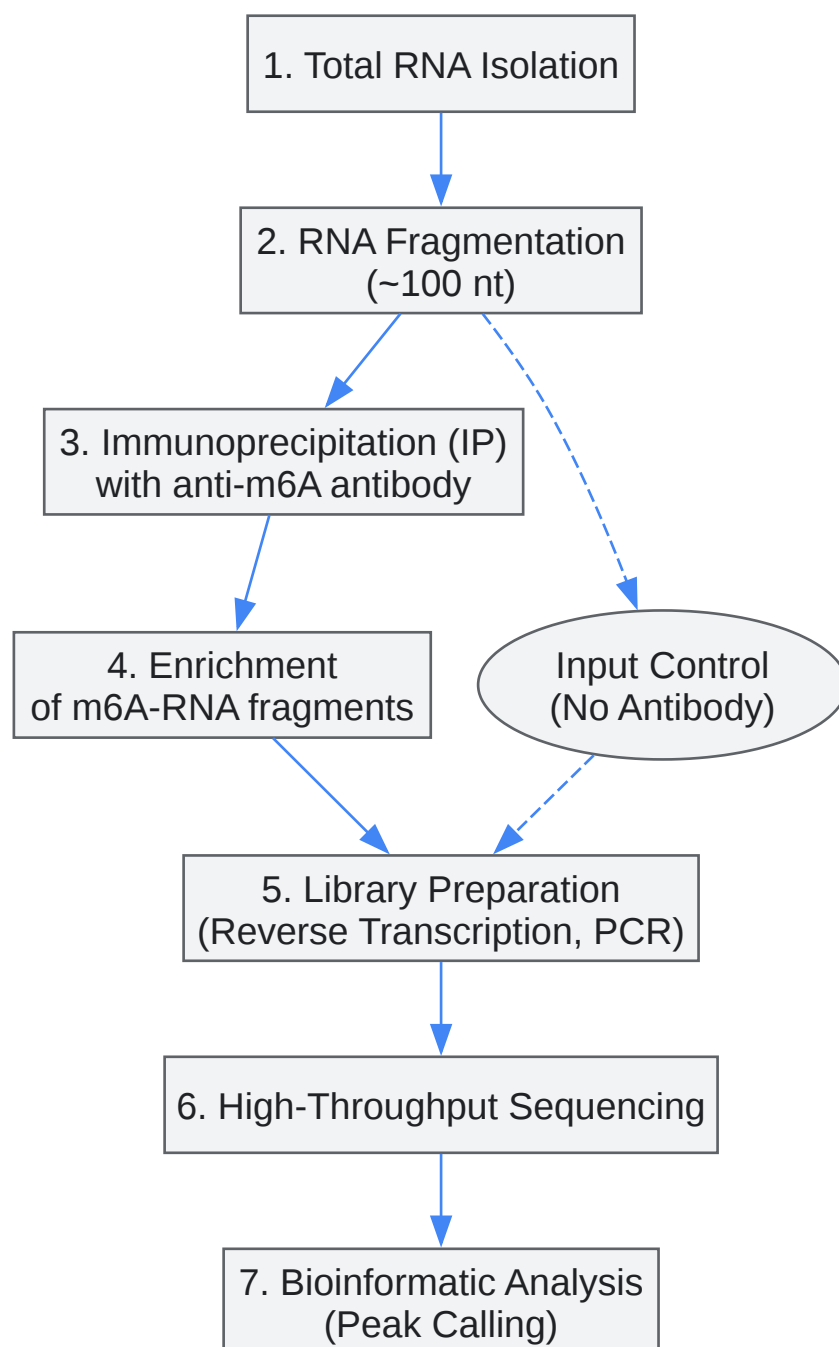 1. Total RNA Isolation
2. RNA Fragmentation
(~100 nt)
3. Immunoprecipitation (IP)
with anti-m6A antibody
4. Enrichment
of m6A-RNA fragments
Input Control
(No Antibody)
5. Library Preparation
(Reverse Transcription, PCR)
6. High-Throughput Sequencing
7. Bioinformatic Analysis
(Peak Calling)